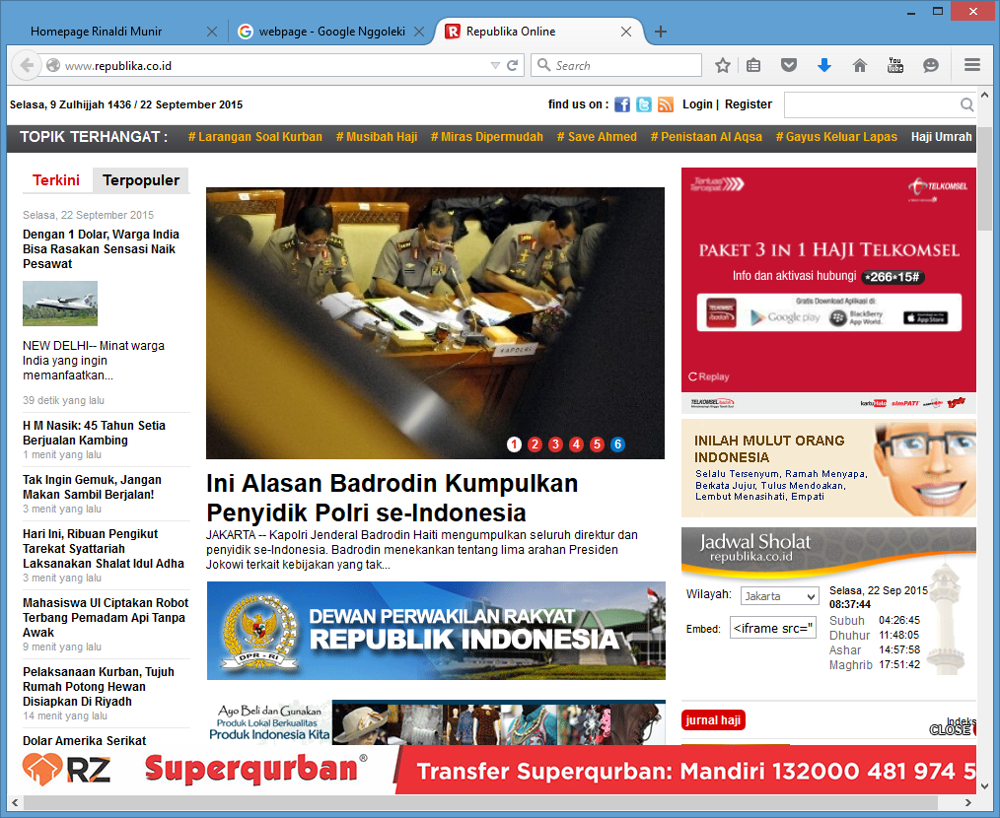 Homepage Rinaldi Munir
webpage - Google Nggoleki
Republika Online
www.republika.co.id
Search
You
Tube
Selasa, 9 Zulhijjah 1436 / 22 September 2015
find us on :
Login | Register
TOPIK TERHANGAT :
# Larangan Soal Kurban
# Musibah Haji
# Miras Dipermudah
# Save Ahmed
# Penistaan Al Aqsa
# Gayus Keluar Lapas
Haji Umrah
Terkini
Terpopuler
Selasa, 22 September 2015
Dengan 1 Dolar, Warga India
Bisa Rasakan Sensasi Naik
Pesawat
NEW DELHI-- Minat warga
India yang ingin
memanfaatkan...
39 detik yang lalu
H M Nasik: 45 Tahun Setia
Berjualan Kambing
1 menit yang lalu
Tak Ingin Gemuk, Jangan
Makan Sambil Berjalan!
3 menit yang lalu
Hari Ini, Ribuan Pengikut
Tarekat Syattariah
Laksanakan Shalat Idul Adha
3 menit yang lalu
Mahasiswa UI Ciptakan Robot
Terbang Pemadam Api Tanpa
Awak
9 menit yang lalu
Pelaksanaan Kurban, Tujuh
Rumah Potong Hewan
Disiapkan Di Riyadh
14 menit yang lalu
Dolar Amerika Serikat
KAPOLRI
1 2 3 4 5 6
Ini Alasan Badrodin Kumpulkan
Penyidik Polri se-Indonesia
JAKARTA -- Kapolri Jenderal Badrodin Haiti mengumpulkan seluruh direktur dan
penyidik se-Indonesia. Badrodin menekankan tentang lima arahan Presiden
Jokowi terkait kebijakan yang tak...
DPR - RI
DEWAN PERWAKILAN RAKYAT
REPUBLIK INDONESIA
Ayo Beli dan Gunakan
Produk Lokal Berkualitas
Produk Indonesia Kita
Terluas
Tercepat
TELKOMSEL
PAKET 3 IN 1 HAJI TELKOMSEL
Info dan aktivasi hubungi *266*15#
Gratis Download Aplikasi di:
Google play
BlackBerry
App World
App Store
Replay
TELKOMSEL
kartuHalo
simPATI
INILAH MULUT ORANG
INDONESIA
Selalu Tersenyum, Ramah Menyapa,
Berkata Jujur, Tulus Mendoakan,
Lembut Menasihati, Empati
Jadwal Sholat
republika.co.id
Wilayah:
Jakarta
Embed:
<iframe src="
Selasa, 22 Sep 2015
08:37:44
Subuh 04:26:45
Dhuhur 11:48:05
Ashar 14:57:58
Maghrib 17:51:42
jurnal haji
Indeks
CLOSE
RZ
Superqurban®
Transfer Superqurban: Mandiri 132000 481 974 5